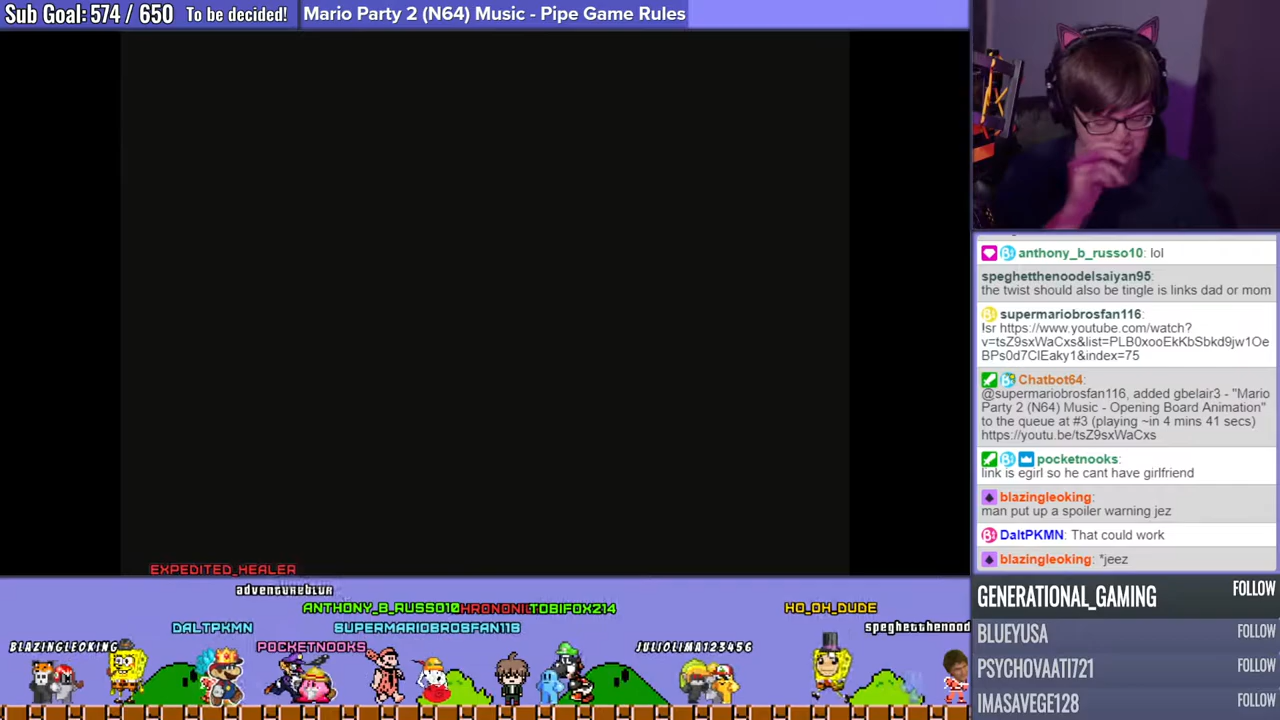 Sub Goal: 574 / 650 To be decided!
Mario Party 2 (N64) Music - Pipe Game Rules
anthony_b_russo10: lol
speghetthenoodelsaiyan95:
the twist should also be tingle is links dad or mom
supermariobrosfan116:
!sr https://www.youtube.com/watch?
v=tsZ9sxWaCxs&list=PLB0xooEkKbSbkd9jw1Oe
BPs0d7ClEaky1&index=75
Chatbot64:
@supermariobrosfan116, added gbelair3 - "Mario
Party 2 (N64) Music - Opening Board Animation"
to the queue at #3 (playing ~in 4 mins 41 secs)
https://youtu.be/tsZ9sxWaCxs
pocketnooks:
link is egirl so he cant have girlfriend
blazingleoking:
man put up a spoiler warning jez
DaltPKMN: That could work
blazingleoking: *jeez
GENERATIONAL_GAMING FOLLOW
BLUEYUSA FOLLOW
PSYCHOVAATI721 FOLLOW
IMASAVEGE128 FOLLOW
EXPEDITED_HEALER
adventureblur
ANTHONY_B_RUSSO10
KRONONIL
TOBIFOX214
HO_OH_DUDE
DALTPKMN
SUPERMARIOBROSFAN116
speghetthenood
BLAZINGLEOKING
POCKETNOOKS
JULIOLIMA123456